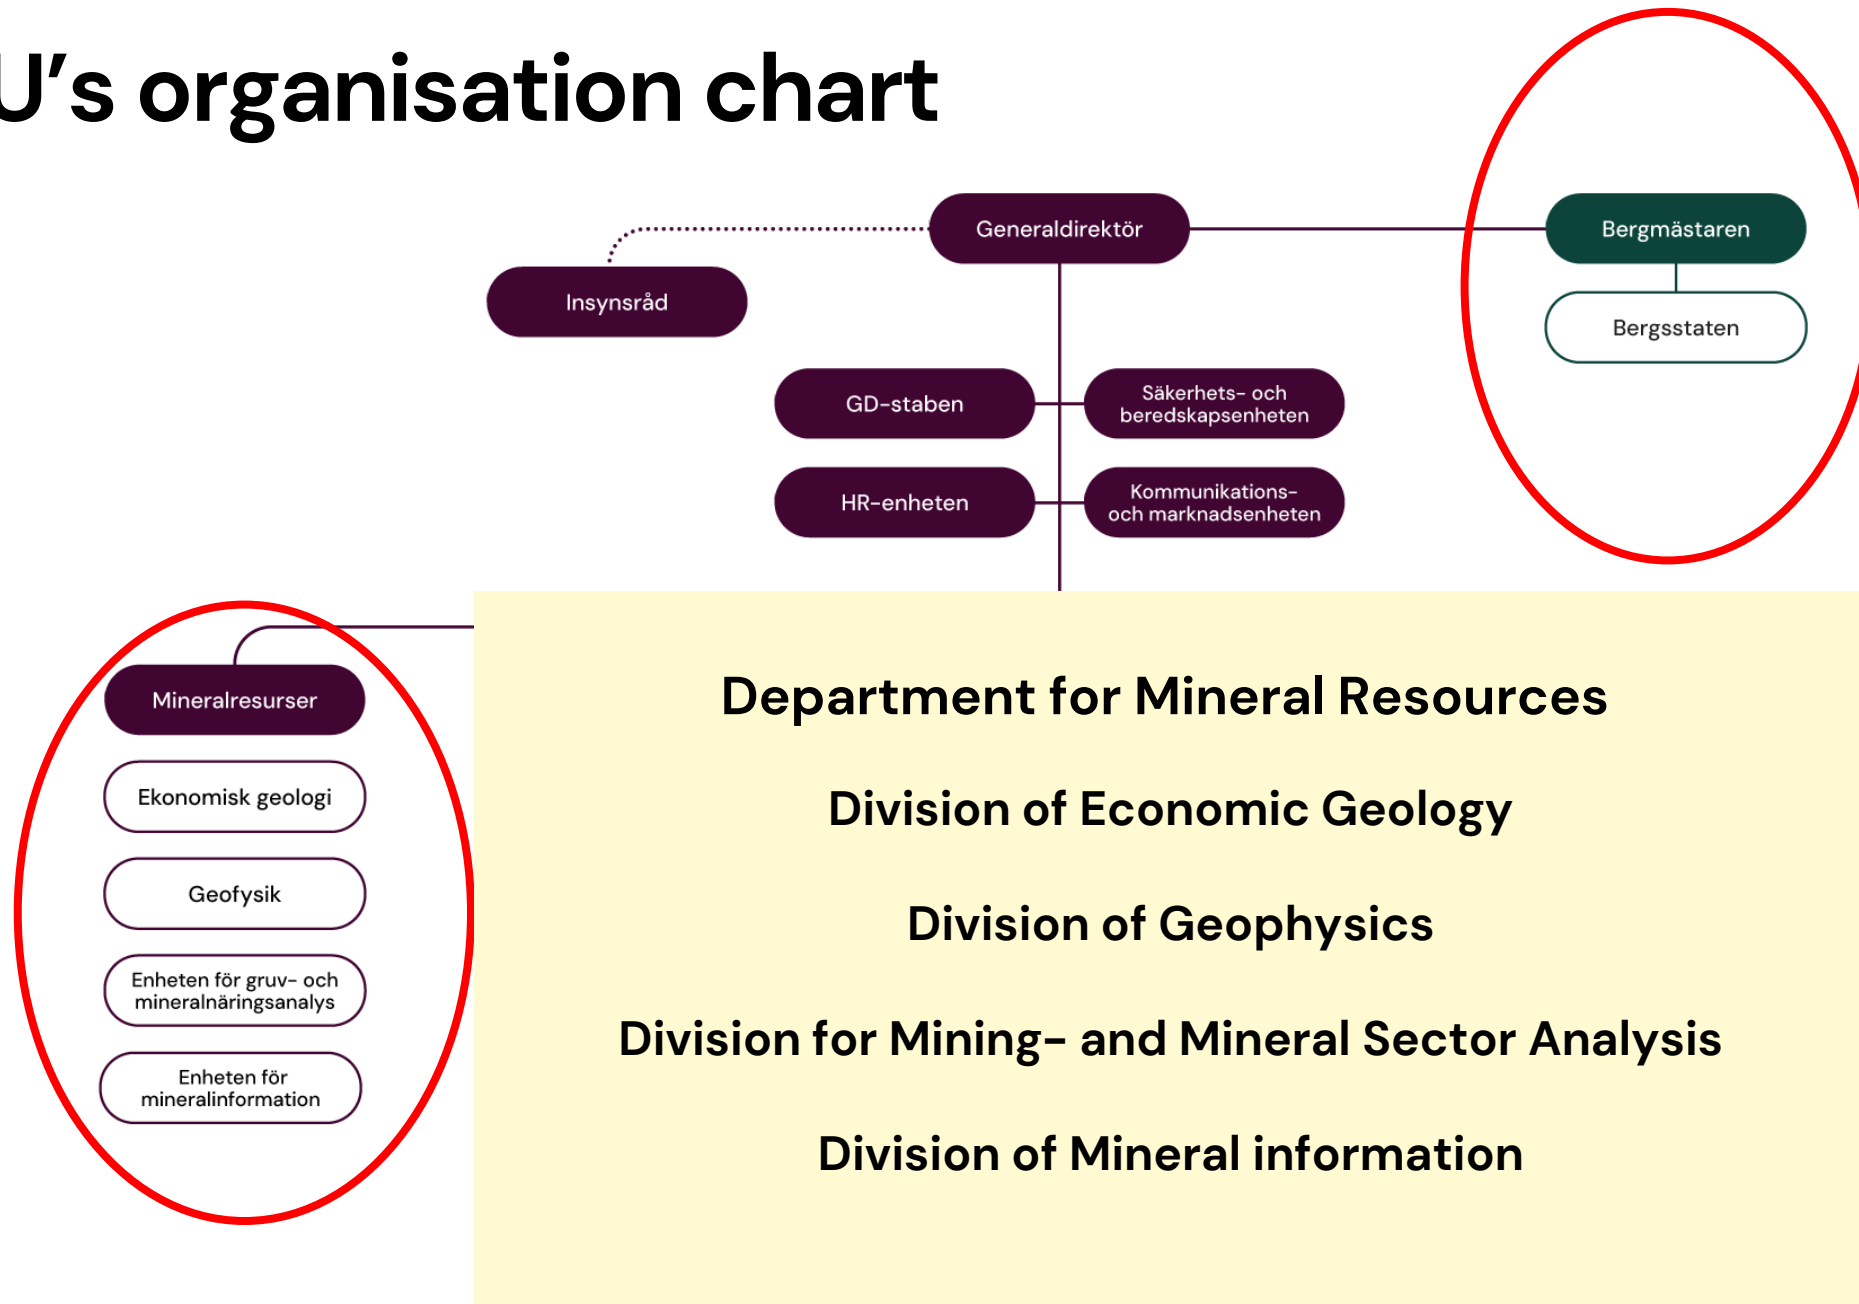 U's organisation chart
Generaldirektör
Bergmästaren
Insynsråd
Bergsstaten
GD-staben
Säkerhets- och
beredskapsenheten
HR-enheten
Kommunikations-
och marknadsenheten
Mineralresurser
Ekonomisk geologi
Geofysik
Enheten för gruv- och
mineralnäringsanalys
Enheten för
mineralinformation
Department for Mineral Resources
Division of Economic Geology
Division of Geophysics
Division for Mining- and Mineral Sector Analysis
Division of Mineral information